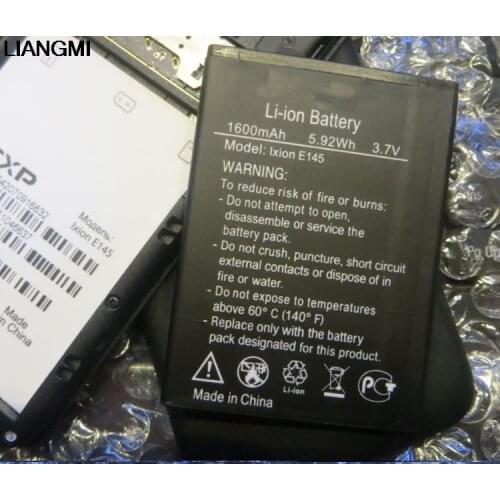 LIANGMI
Li-ion Battery
1600mAh 5.92Wh 3.7V
Model: Ixion E145
WARNING:
To reduce risk of fire or burns:
- Do not attempt to open,
disassemble or service the
battery pack.
- Do not crush, puncture, short circuit
external contacts or dispose of in
fire or water.
- Do not expose to temperatures
above 60° C (140° F)
- Replace only with the battery
pack designated for this product.
Made in China
Li-ion
PG
XP
Модель:
Ixion E145
Made
in China